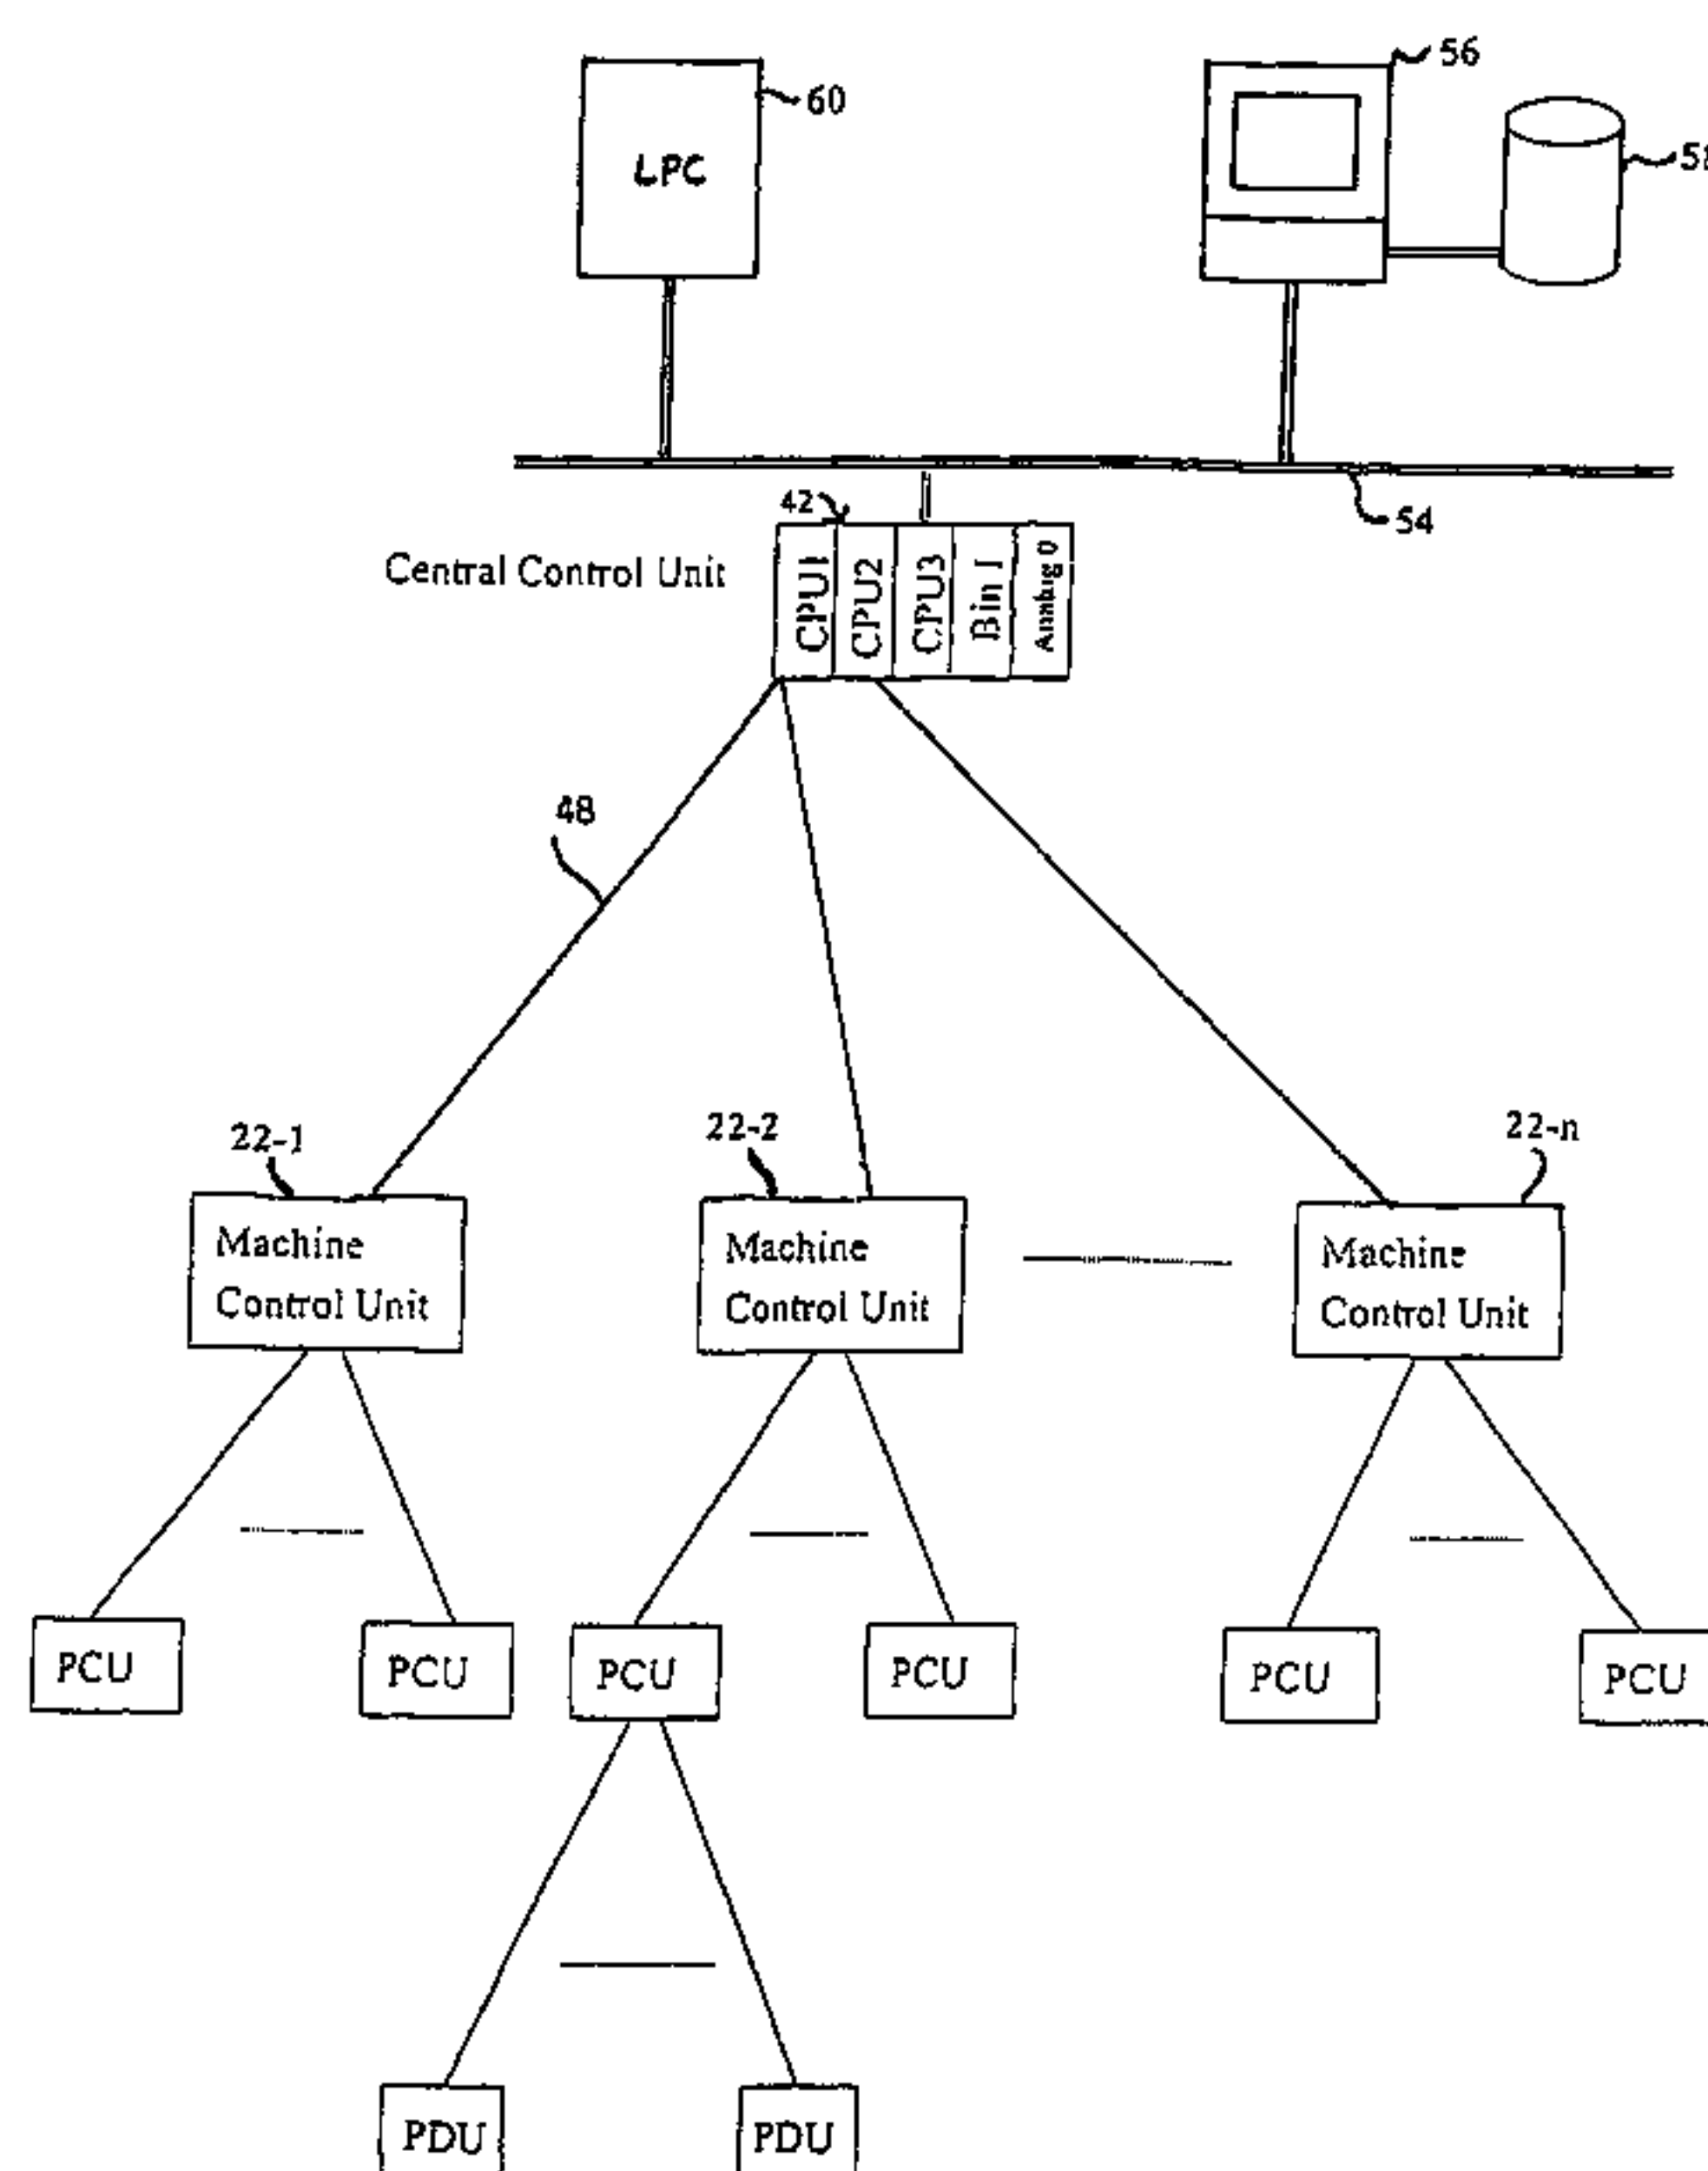 56
60
LPC
42
54
Central Control Unit
CPU1
CPU2
CPU3
Bin I
48
22-1
22-2
22-n
Machine
Control Unit
Machine
Control Unit
Machine
Control Unit
PCU
PCU
PCU
PCU
PCU
PCU
PDU
PDU